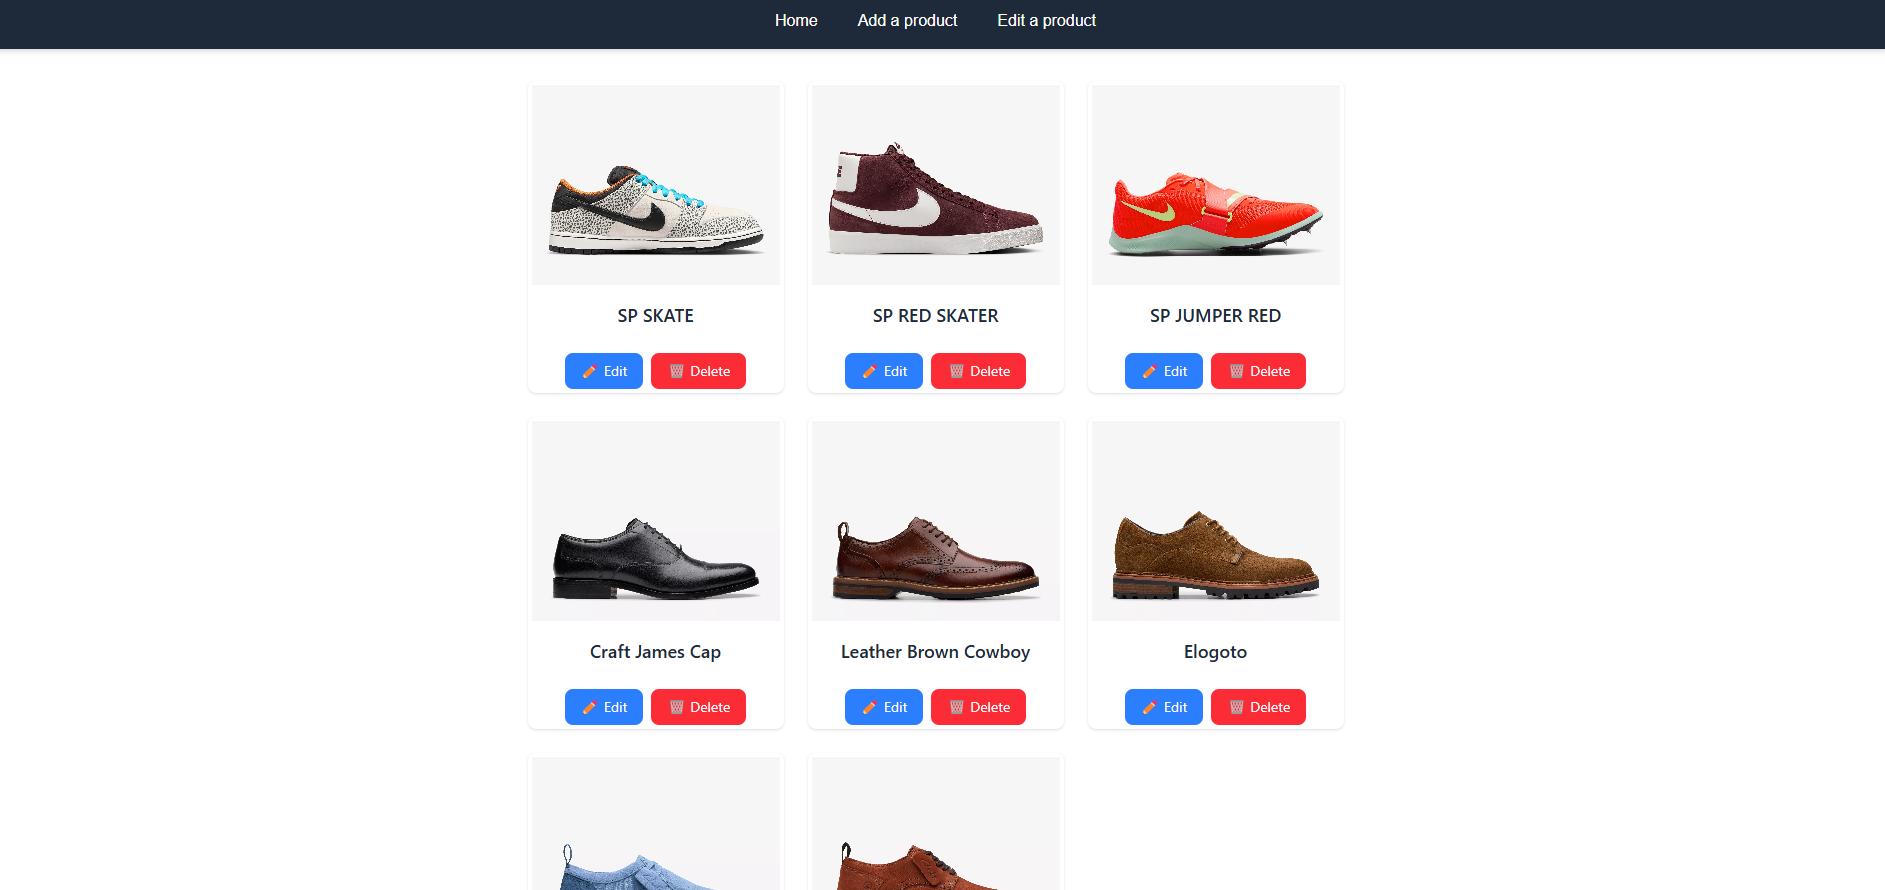 Home Add a product Edit a product
SP SKATE
Edit Delete
SP RED SKATER
Edit Delete
SP JUMPER RED
Edit Delete
Craft James Cap
Edit Delete
Leather Brown Cowboy
Edit Delete
Elogoto
Edit Delete